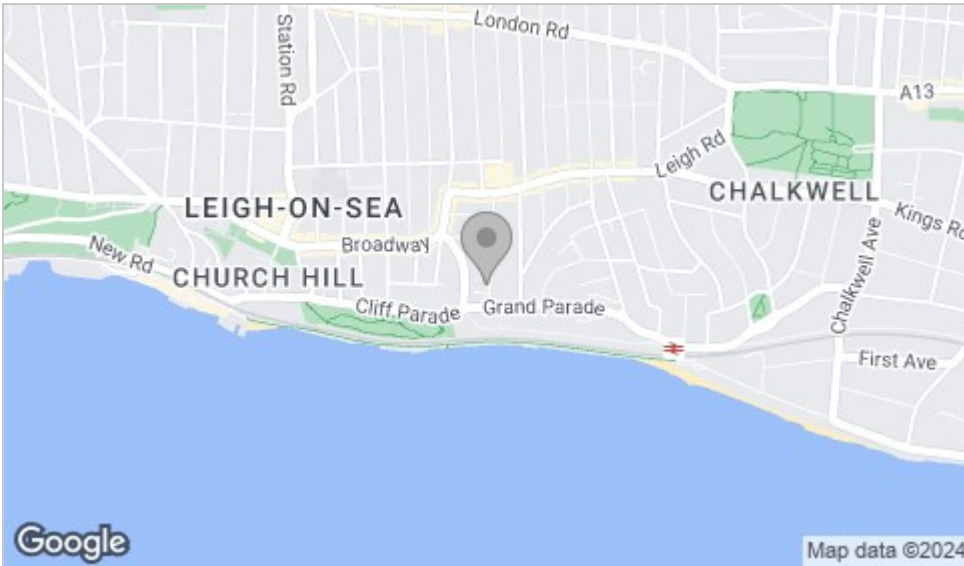 London Rd
Station Rd
A13
Leigh Rd
CHALKWELL
LEIGH-ON-SEA
Kings Rd
Broadway
New Rd
CHURCH HILL
Chalkwell Ave
Cliff Parade
Grand Parade
First Ave
Google
Map data ©2024